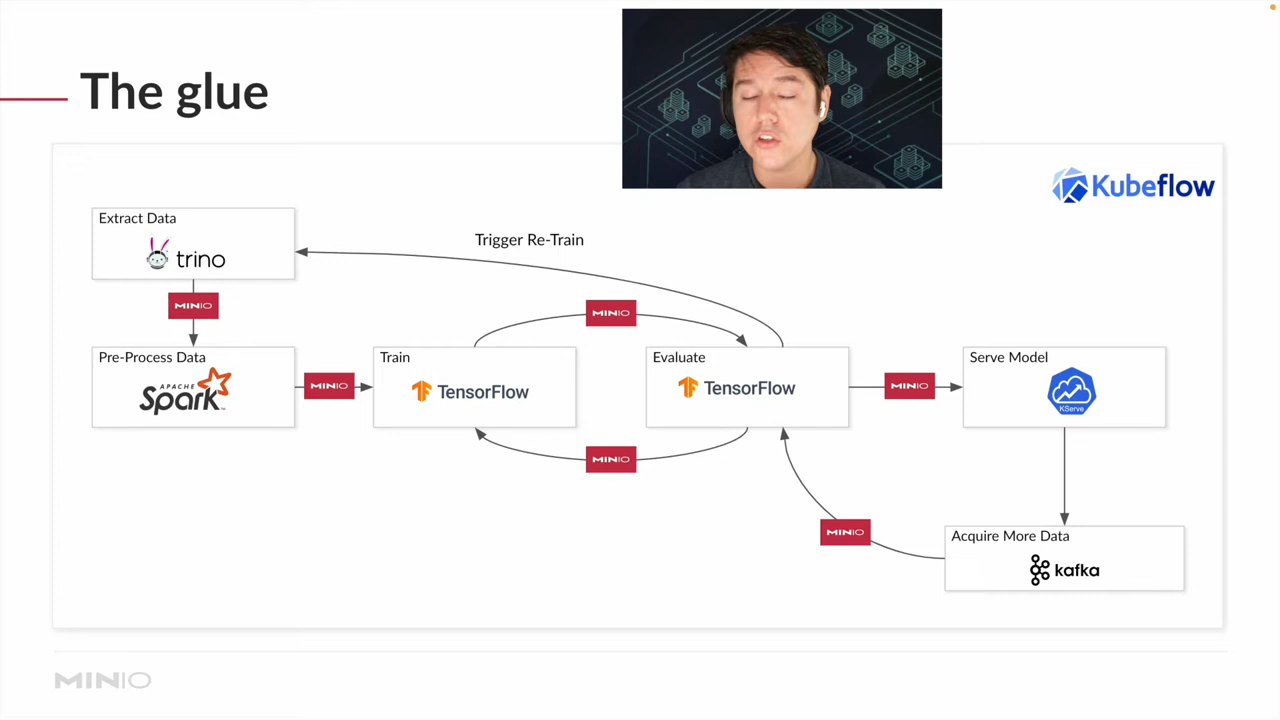 The glue
Kubeflow
Extract Data
trino
Trigger Re-Train
MINIO
MINIO
Pre-Process Data
APACHE
Spark™
MINIO
Train
TensorFlow
Evaluate
TensorFlow
MINIO
Serve Model
KServe
MINIO
MINIO
Acquire More Data
kafka
MINIO